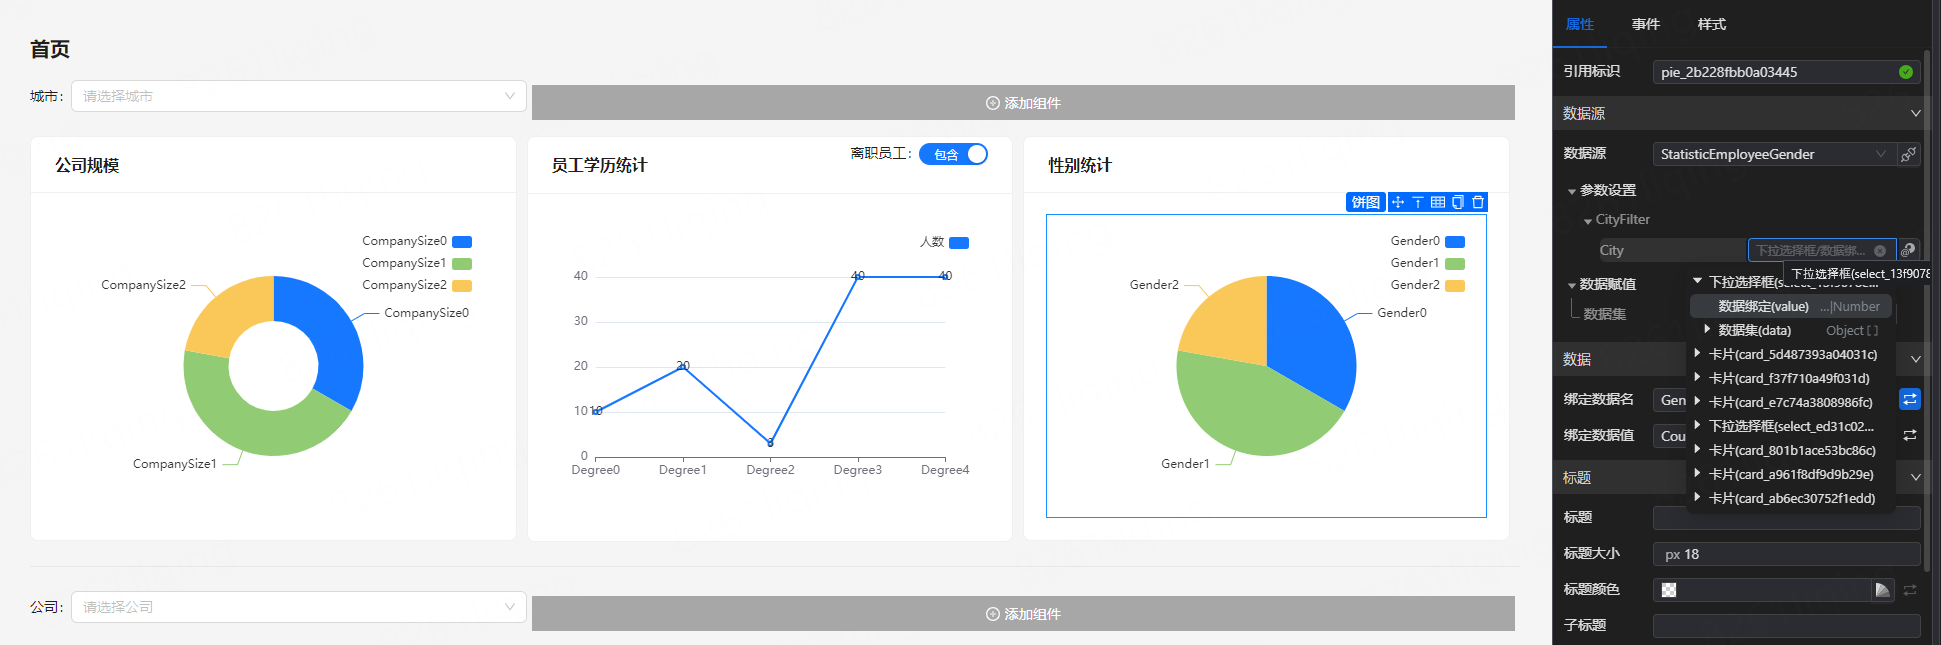 首页
城市：
请选择城市
添加组件
公司规模
CompanySize0
CompanySize1
CompanySize2
CompanySize2
CompanySize0
CompanySize1
员工学历统计
离职员工：
包含
人数
40
30
20
10
0
10
20
3
40
40
Degree0
Degree1
Degree2
Degree3
Degree4
性别统计
饼图
Gender0
Gender1
Gender2
Gender2
Gender0
Gender1
公司：
请选择公司
添加组件
属性
事件
样式
引用标识
pie_2b228fbb0a03445
数据源
数据源
StatisticEmployeeGender
参数设置
CityFilter
City
下拉选择框/数据绑...
下拉选择框(select_13f9078
数据赋值
数据集
数据绑定(value) ...|Number
数据集(data) Object [ ]
卡片(card_5d487393a04031c)
卡片(card_f37f710a49f031d)
卡片(card_e7c74a3808986fc)
下拉选择框(select_ed31c02...
卡片(card_801b1ace53bc86c)
卡片(card_a961f8df9d9b29e)
卡片(card_ab6ec30752f1edd)
数据
绑定数据名
Gen
绑定数据值
Cou
标题
标题
标题大小
px 18
标题颜色
子标题